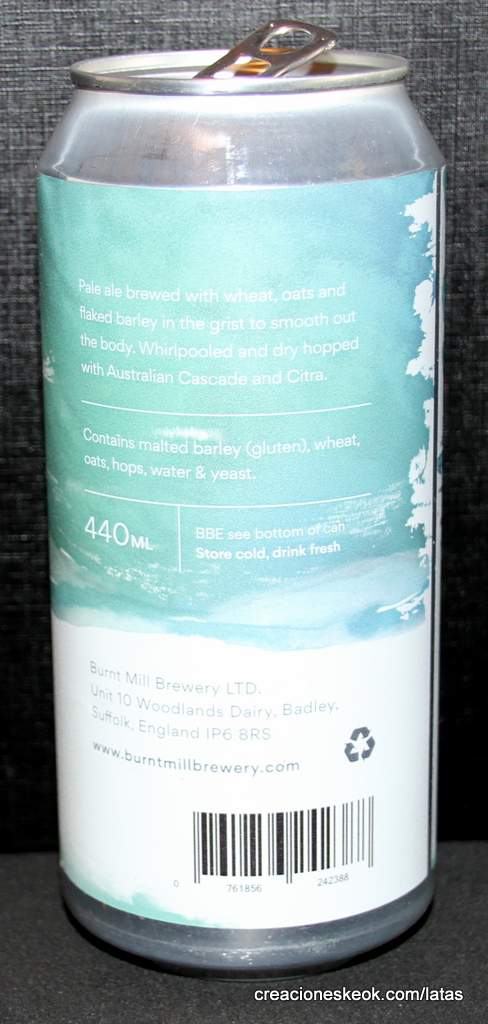 Pale ale brewed with wheat, oats and
flaked barley in the grist to smooth out
the body. Whirlpooled and dry hopped
with Australian Cascade and Citra.
Contains malted barley (gluten), wheat,
oats, hops, water & yeast.
440ML
BBE see bottom of can
Store cold, drink fresh
Burnt Mill Brewery LTD.
Unit 10 Woodlands Dairy, Badley,
Suffolk, England IP6 8RS
www.burntmillbrewery.com
0 761856 242388
creacioneskeok.com/latas